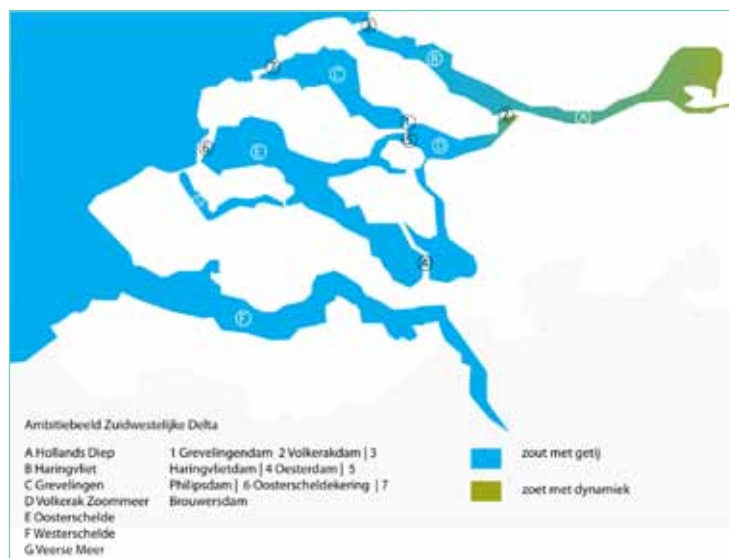 B
C
A
D
E
F
Ambitiebeeld Zuidwestelijke Delta
A Hollands Diep
B Haringvliet
C Grevelingen
D Volkerak Zoommeer
E Oosterschelde
F Westerschelde
G Veerse Meer
1 Grevelingendam 2 Volkerakdam | 3
Haringvlietdam | 4 Oesterdam | 5
Philipsdam | 6 Oosterscheldekering | 7
Brouwersdam
zout met getij
zoet met dynamiek